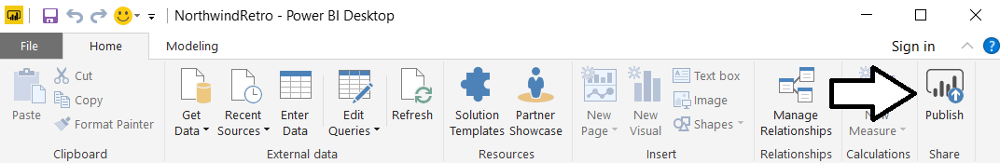 NorthwindRetro - Power BI Desktop
File Home Modeling Sign in ?
Cut
Copy
Format Painter
Paste
Clipboard
Get Data
Recent Sources
Enter Data
Edit Queries
Refresh
External data
Solution Templates
Partner Showcase
Resources
New Page
New Visual
Text box
Image
Shapes
Insert
Manage Relationships
Relationships
Measure
Calculations
Publish
Share